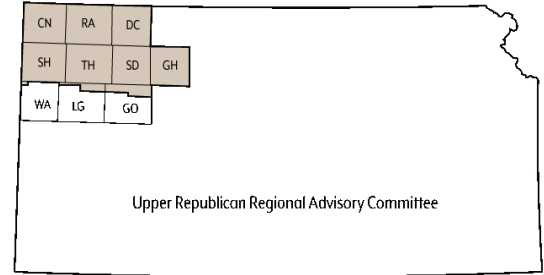 CN RA DC
SH TH SD GH
WA LG GO
Upper Republican Regional Advisory Committee